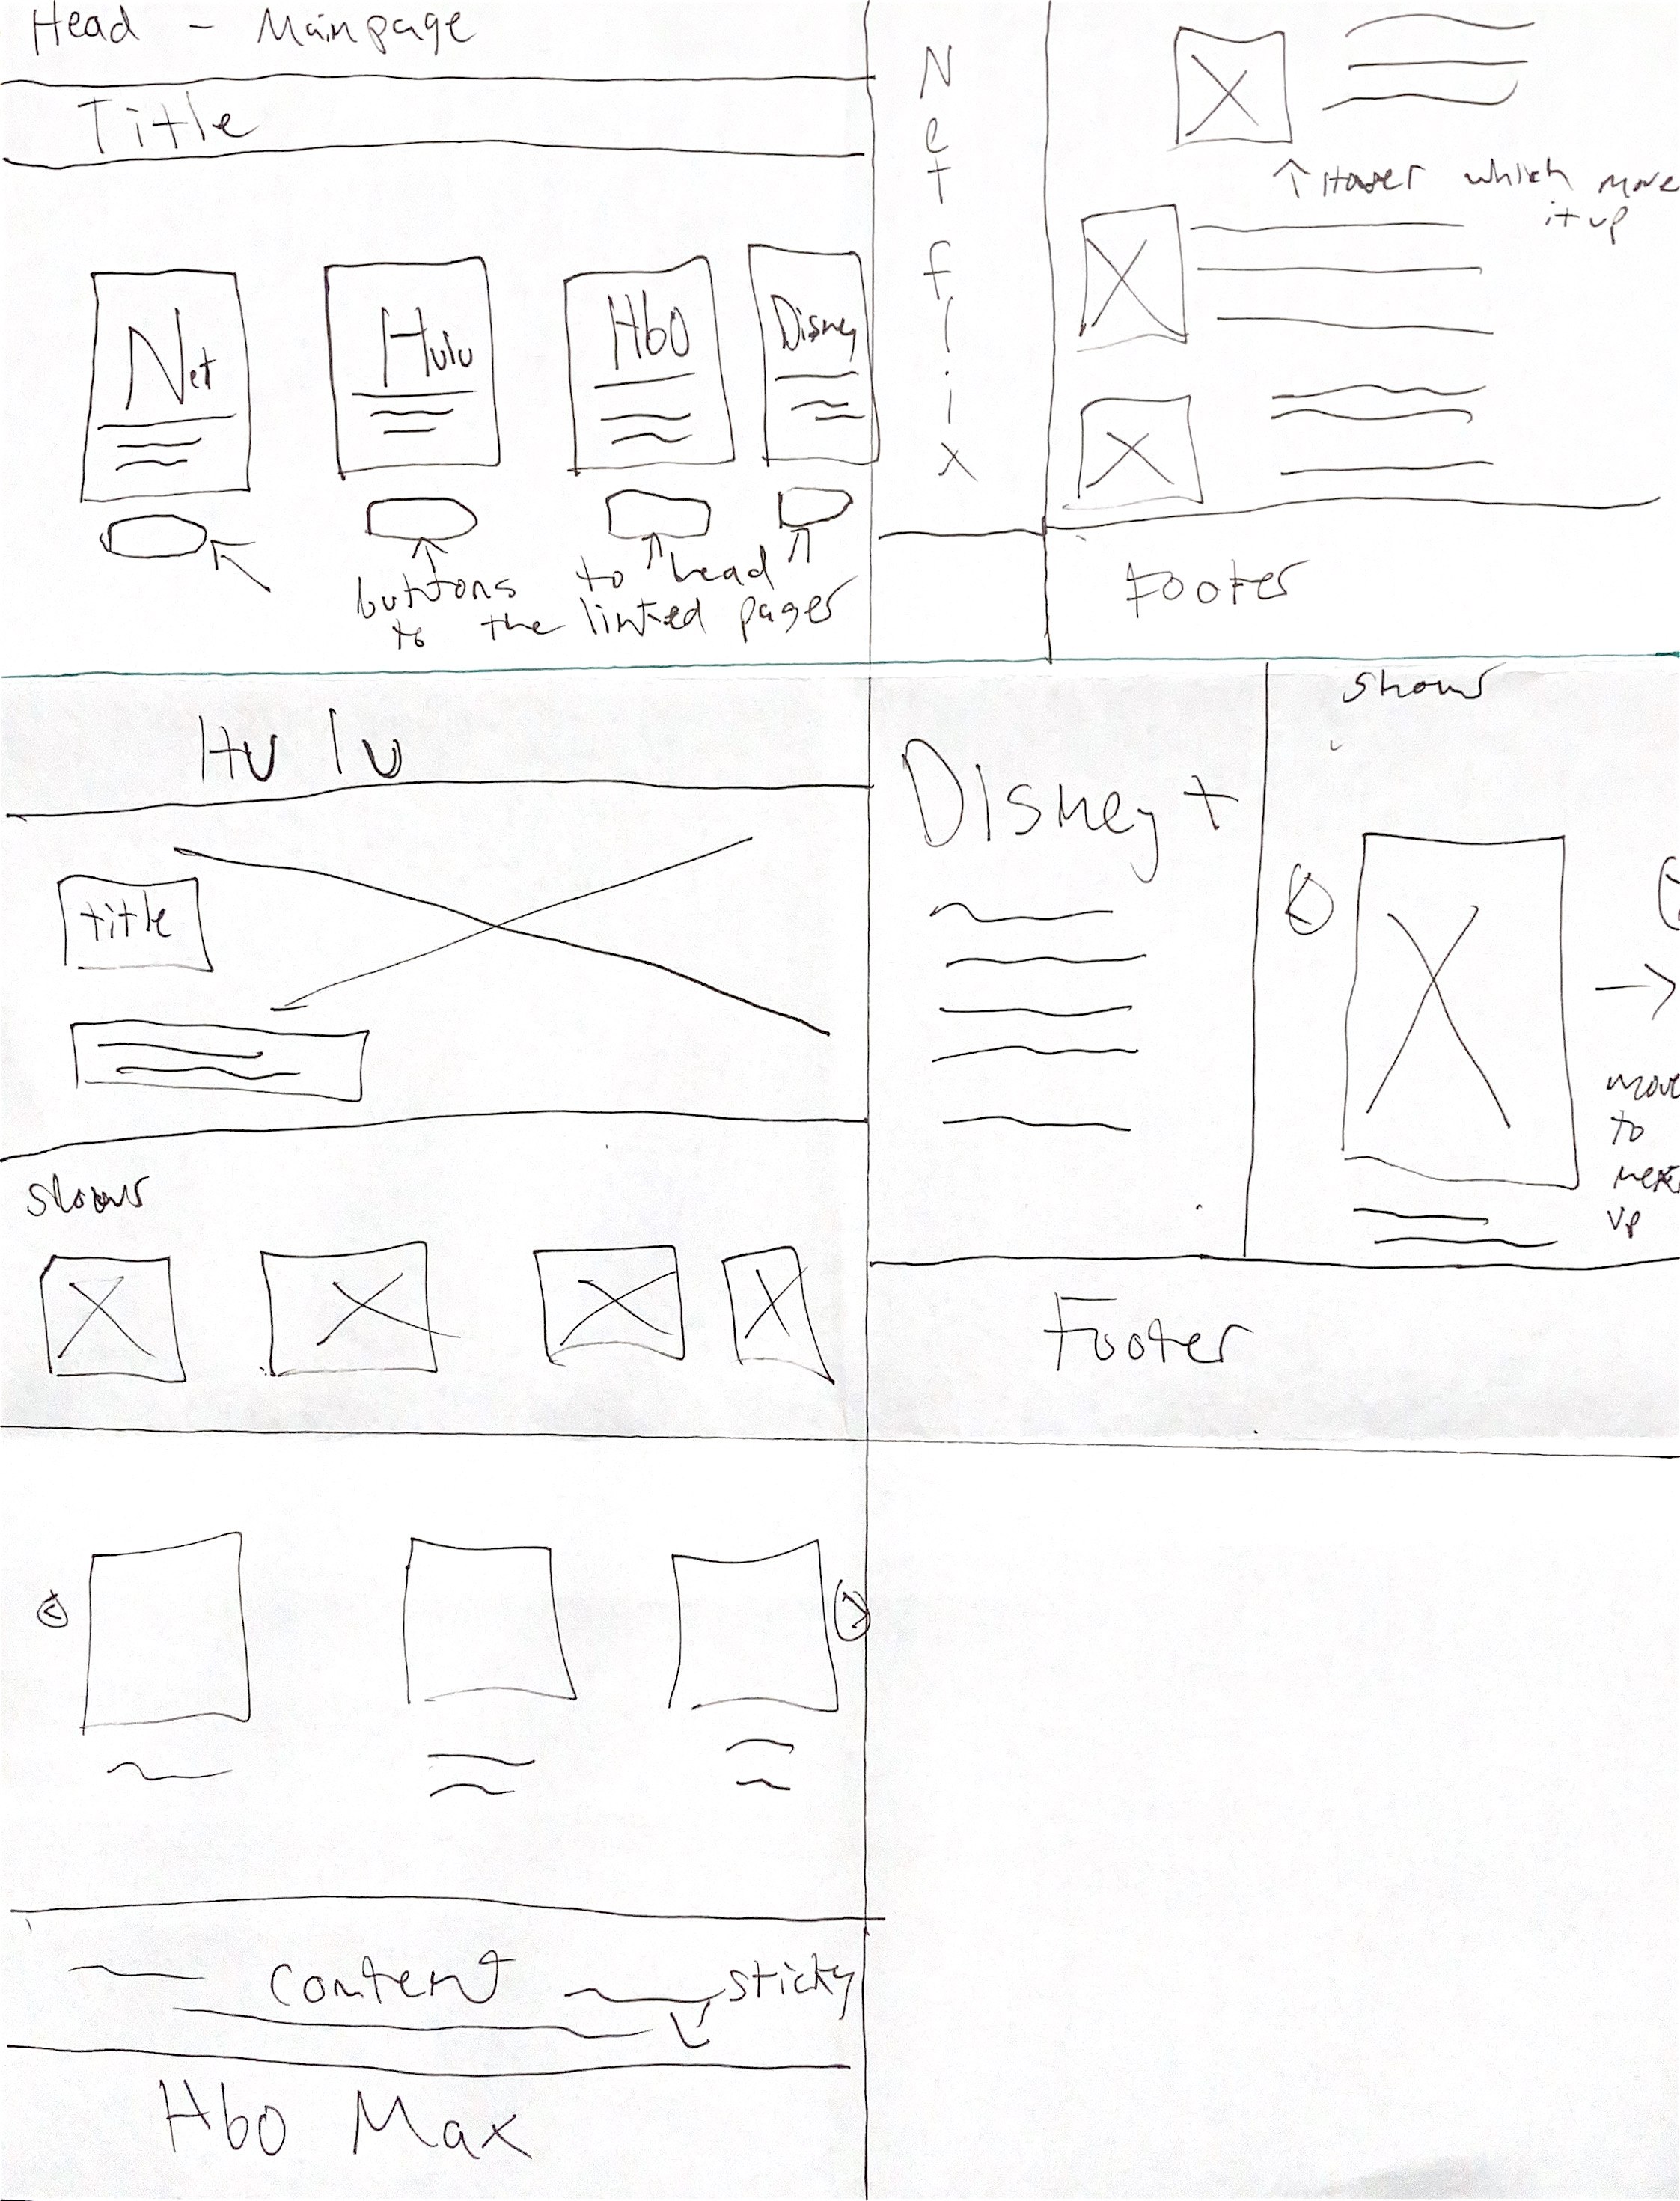 Head - Mainpage
Title
Net
Hulu
Hbo
Disney
buttons to head
to the linked pages
Netflix
↑ Hover which move
it up
Footer
Hulu
title
shows
Disney +
shows
<
→
move
to
next
up
Footer
<
>
content
sticky
Hbo Max